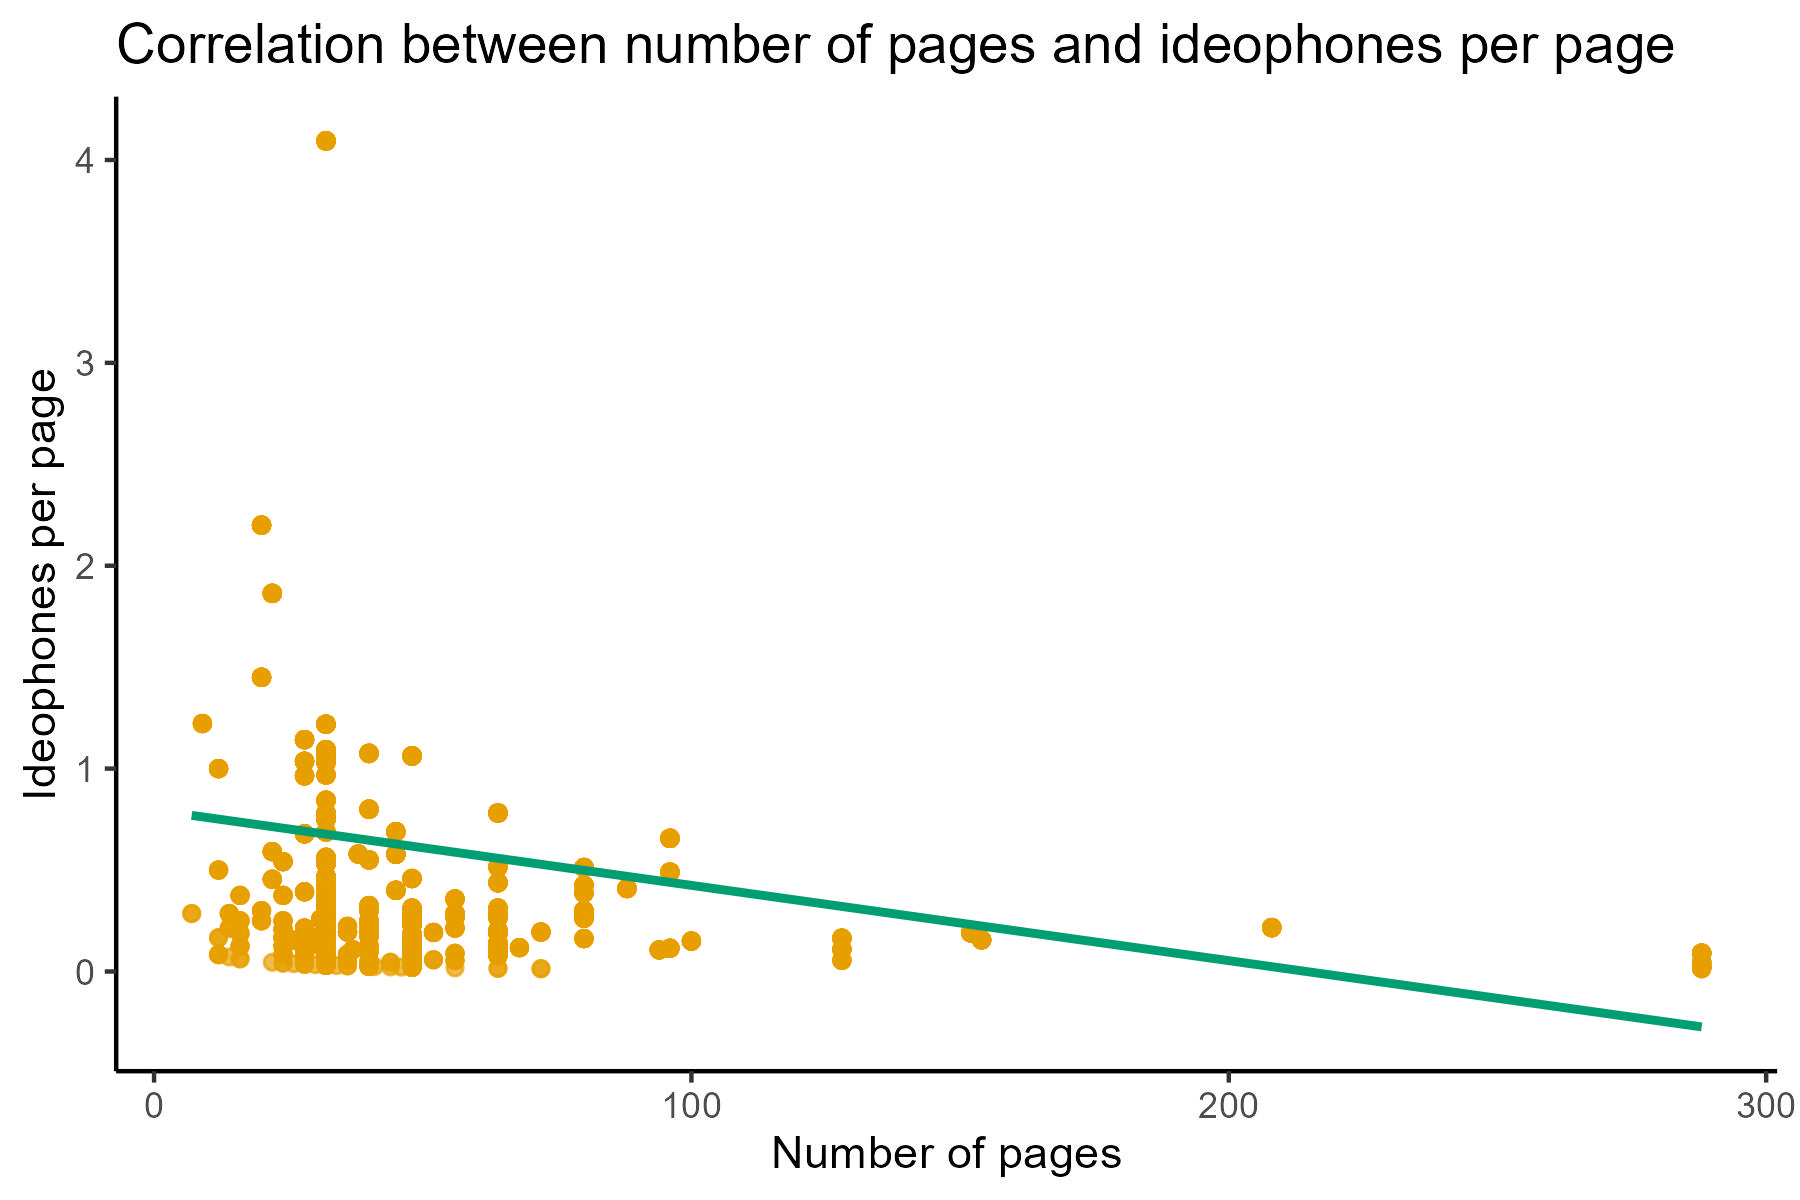 Correlation between number of pages and ideophones per page
Ideophones per page
4
3
2
1
0
0 100 200 300
Number of pages